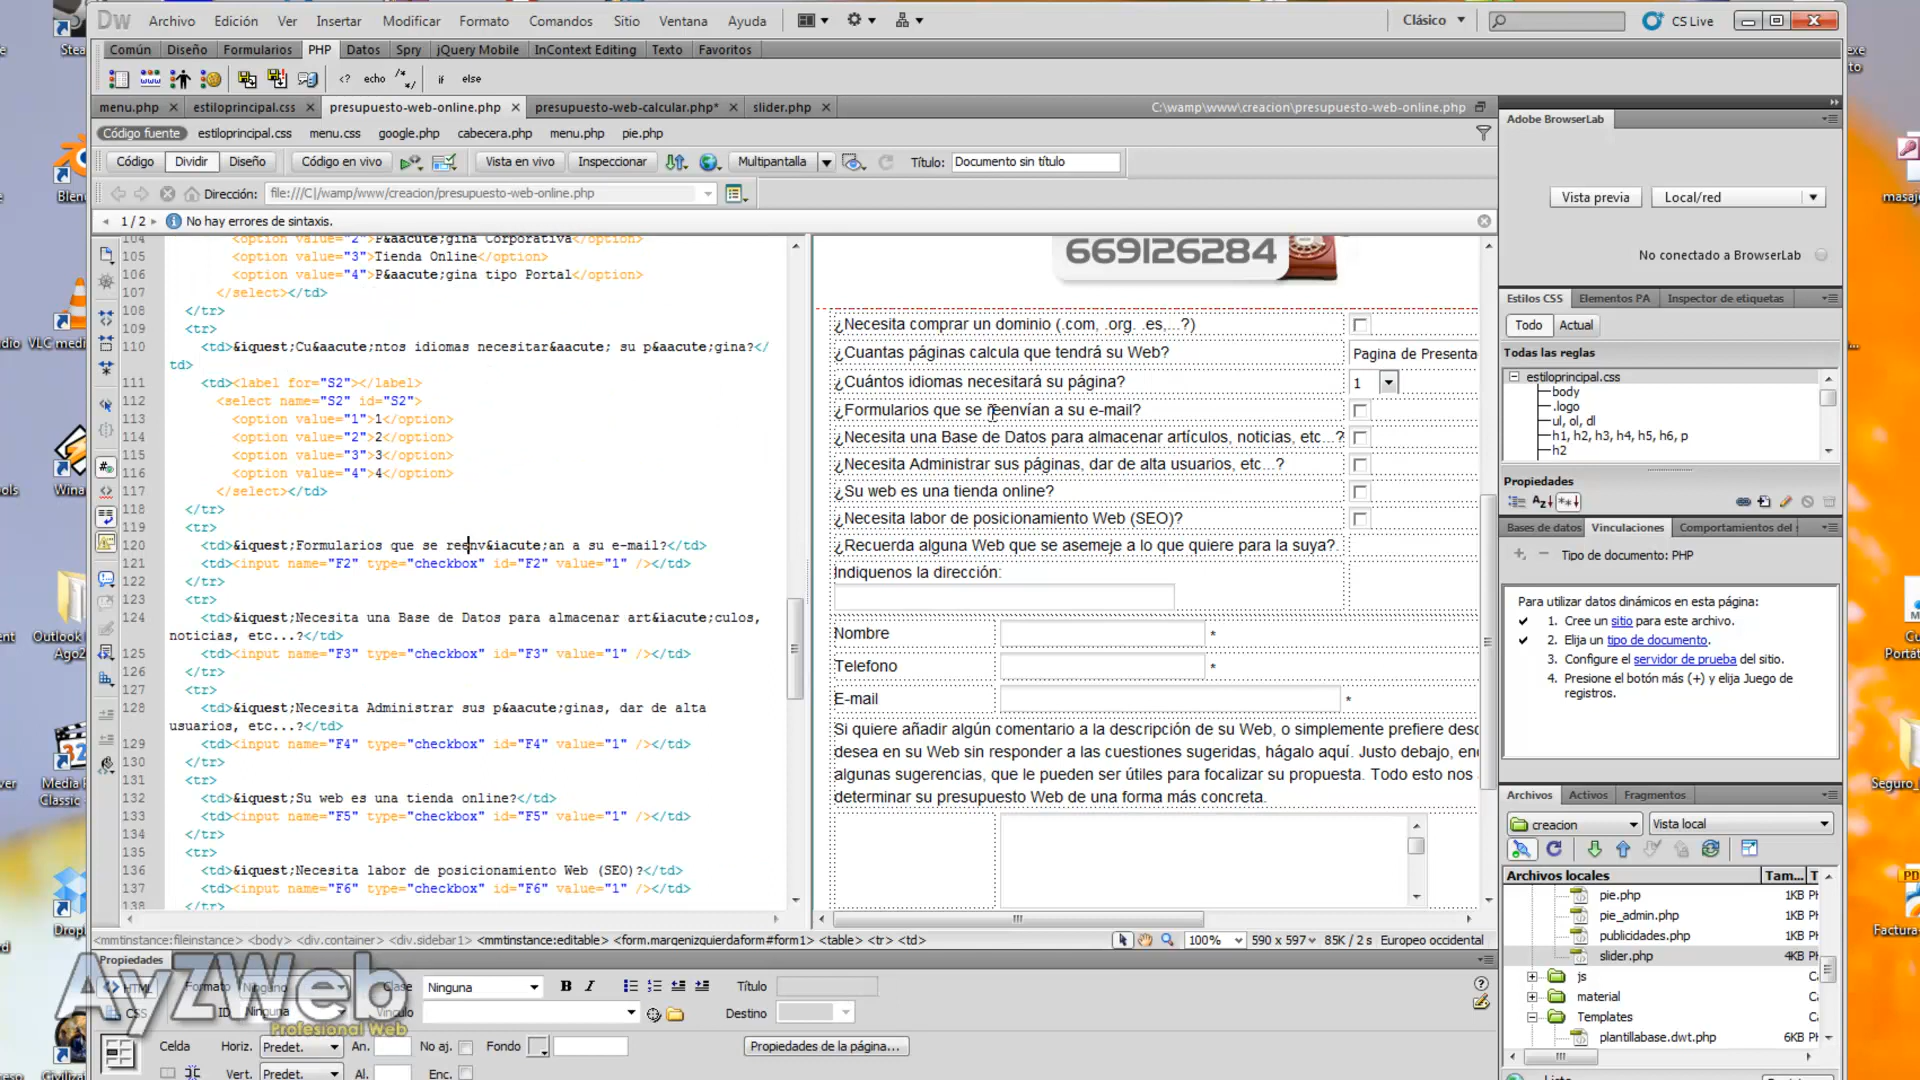 Dw Archivo Edición Ver Insertar Modificar Formato Comandos Sitio Ventana Ayuda Clásico CS Live
Común Diseño Formularios PHP Datos Spry jQuery Mobile InContext Editing Texto Favoritos
<? echo /* */ if else
menu.php estiloprincipal.css presupuesto-web-online.php presupuesto-web-calcular.php* slider.php C:\wamp\www\creacion\presupuesto-web-online.php
Código fuente estiloprincipal.css menu.css google.php cabecera.php menu.php pie.php
Código Dividir Diseño Código en vivo Vista en vivo Inspeccionar Multipantalla Título: Documento sin título
Dirección: file:///C|/wamp/www/creacion/presupuesto-web-online.php
1 / 2 No hay errores de sintaxis.
104 <option value="2">P&aacute;gina Corporativa</option>
105 <option value="3">Tienda Online</option>
106 <option value="4">P&aacute;gina tipo Portal</option>
107 </select></td>
108 </tr>
109 <tr>
110 <td>&iquest;Cu&aacute;ntos idiomas necesitar&aacute; su p&aacute;gina?</
td>
111 <td><label for="S2"></label>
112 <select name="S2" id="S2">
113 <option value="1">1</option>
114 <option value="2">2</option>
115 <option value="3">3</option>
116 <option value="4">4</option>
117 </select></td>
118 </tr>
119 <tr>
120 <td>&iquest;Formularios que se reenv&iacute;an a su e-mail?</td>
121 <td><input name="F2" type="checkbox" id="F2" value="1" /></td>
122 </tr>
123 <tr>
124 <td>&iquest;Necesita una Base de Datos para almacenar art&iacute;culos,
noticias, etc...?</td>
125 <td><input name="F3" type="checkbox" id="F3" value="1" /></td>
126 </tr>
127 <tr>
128 <td>&iquest;Necesita Administrar sus p&aacute;ginas, dar de alta
usuarios, etc...?</td>
129 <td><input name="F4" type="checkbox" id="F4" value="1" /></td>
130 </tr>
131 <tr>
132 <td>&iquest;Su web es una tienda online?</td>
133 <td><input name="F5" type="checkbox" id="F5" value="1" /></td>
134 </tr>
135 <tr>
136 <td>&iquest;Necesita labor de posicionamiento Web (SEO)?</td>
137 <td><input name="F6" type="checkbox" id="F6" value="1" /></td>
138 </tr>
669126284
¿Necesita comprar un dominio (.com, .org. .es,...?)
¿Cuantas páginas calcula que tendrá su Web? Pagina de Presenta
¿Cuántos idiomas necesitará su página? 1
¿Formularios que se reenvían a su e-mail?
¿Necesita una Base de Datos para almacenar artículos, noticias, etc...?
¿Necesita Administrar sus páginas, dar de alta usuarios, etc...?
¿Su web es una tienda online?
¿Necesita labor de posicionamiento Web (SEO)?
¿Recuerda alguna Web que se asemeje a lo que quiere para la suya?.
Indiquenos la dirección:
Nombre *
Telefono *
E-mail *
Si quiere añadir algún comentario a la descripción de su Web, o simplemente prefiere desc
desea en su Web sin responder a las cuestiones sugeridas, hágalo aquí. Justo debajo, en
algunas sugerencias, que le pueden ser útiles para focalizar su propuesta. Todo esto nos
determinar su presupuesto Web de una forma más concreta.
<mmtinstance:fileinstance> <body> <div.container> <div.sidebar1> <mmtinstance:editable> <form.margenizquierdaform#form1> <table> <tr> <td> 100% 590 x 597 85K / 2 s Europeo occidental
Propiedades
HTML Formato Ninguno Clase Ninguna B I Título
CSS ID Ninguna Vínculo Destino
AyZWeb
Profesional Web
Celda Horiz. Predet. An. No aj. Fondo Propiedades de la página...
Vert. Predet. Al. Enc.
Adobe BrowserLab
Vista previa Local/red
No conectado a BrowserLab
Estilos CSS Elementos PA Inspector de etiquetas
Todo Actual
Todas las reglas
estiloprincipal.css
body
.logo
ul, ol, dl
h1, h2, h3, h4, h5, h6, p
h2
Propiedades
Bases de datos Vinculaciones Comportamientos del
Tipo de documento: PHP
Para utilizar datos dinámicos en esta página:
1. Cree un sitio para este archivo.
2. Elija un tipo de documento.
3. Configure el servidor de prueba del sitio.
4. Presione el botón más (+) y elija Juego de
registros.
Archivos Activos Fragmentos
creacion Vista local
Archivos locales Tam... T
pie.php 1KB
pie_admin.php 1KB
publicidades.php 1KB
slider.php 4KB
js
material
Templates
plantillabase.dwt.php 6KB
Stea
Blen
VLC medi
Wina
Outlook
Ago2
Media
Classic
Dropl
Civiliza
exe
masaj
Portát
Seguro_
Factura